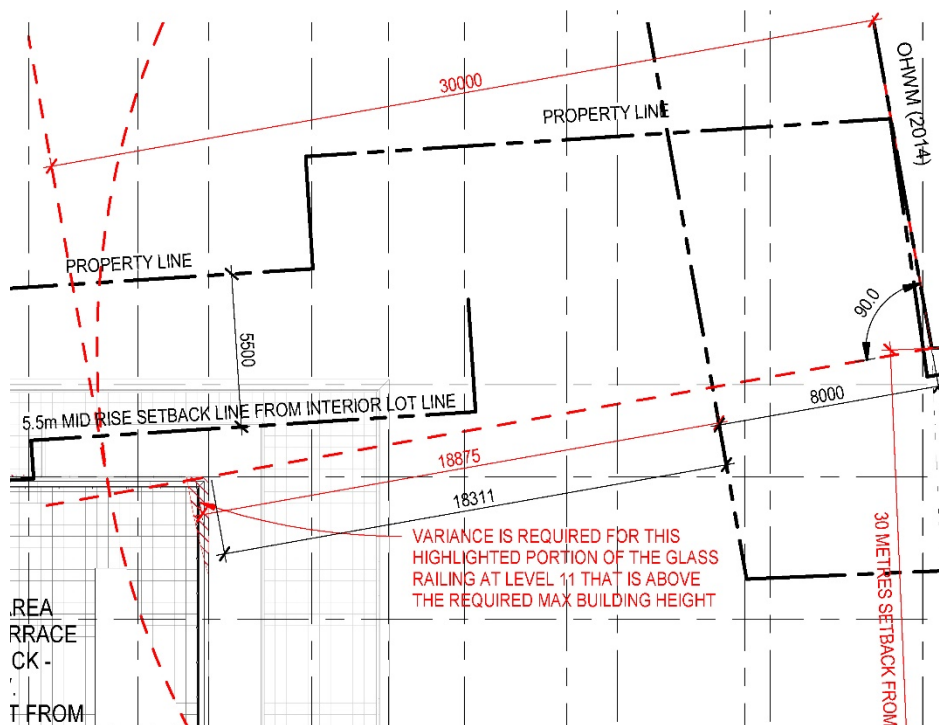 30000
PROPERTY LINE
OHWM (2014)
PROPERTY LINE
5500
90.0
5.5m MID RISE SETBACK LINE FROM INTERIOR LOT LINE
8000
18875
18311
VARIANCE IS REQUIRED FOR THIS
HIGHLIGHTED PORTION OF THE GLASS
RAILING AT LEVEL 11 THAT IS ABOVE
THE REQUIRED MAX BUILDING HEIGHT
30 METRES SETBACK FROM
AREA
RRACE
CK -
T FROM